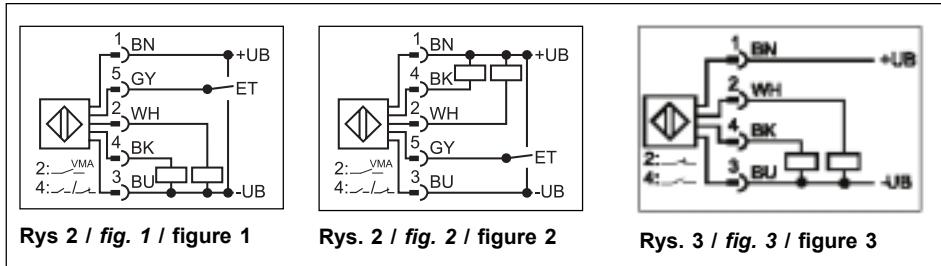 1 BN
+UB
5 GY
ET
2 WH
4 BK
2: VMA
4:
3 BU
-UB
Rys 2 / fig. 1 / figure 1
1 BN
+UB
4 BK
2 WH
5 GY
ET
2: VMA
4:
3 BU
-UB
Rys. 2 / fig. 2 / figure 2
1 BN
+UB
2 WH
4 BK
2:
4:
3 BU
-UB
Rys. 3 / fig. 3 / figure 3